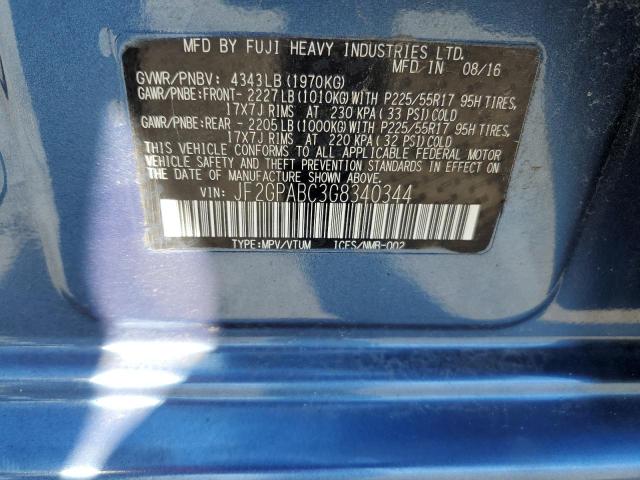 MFD BY FUJI HEAVY INDUSTRIES LTD.
MFD IN 08/16
GVWR/PNBV: 4343LB(1970KG)
GAWR/PNBE:FRONT- 2227LB(1010KG)WITH P225/55R17 95H TIRES,
17X7J RIMS AT 230 KPA(33 PSI)COLD
GAWR/PNBE:REAR - 2205LB(1000KG)WITH P225/55R17 95H TIRES,
17X7J RIMS AT 220 KPA(32 PSI)COLD
THIS VEHICLE CONFORMS TO ALL APPLICABLE FEDERAL MOTOR
VEHICLE SAFETY AND THEFT PREVENTION STANDARDS IN EFFECT ON
THE DATE OF MANUFACTURE SHOWN ABOVE.
VIN: JF2GPABC3G8340344
TYPE:MPV/VTUM ICES/NMB-002